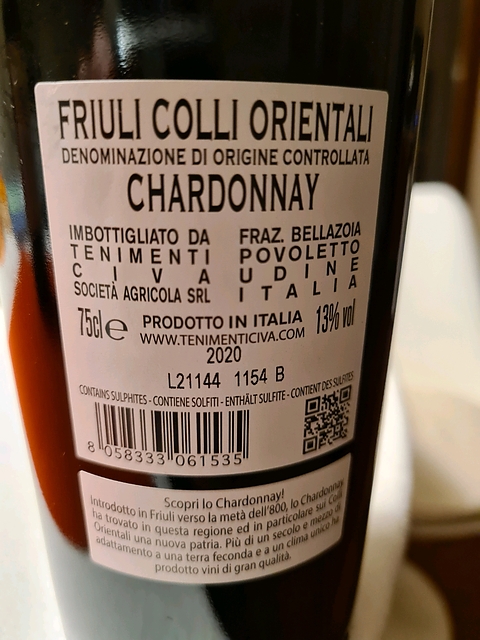 FRIULI COLLI ORIENTALI
DENOMINAZIONE DI ORIGINE CONTROLLATA
CHARDONNAY
IMBOTTIGLIATO DA
TENIMENTI
CIVA
SOCIETÀ AGRICOLA SRL
FRAZ. BELLAZOIA
POVOLETTO
UDINE
ITALIA
75cl e
PRODOTTO IN ITALIA
13% vol
WWW.TENIMENTICIVA.COM
2020
L21144 1154 B
CONTAINS SULPHITES - CONTIENE SOLFITI - ENTHÄLT SULFITE - CONTIENT DES SULFITES
8 058333 061535
Scopri lo Chardonnay!
Introdotto in Friuli verso la metà dell'800, lo Chardonnay
ha trovato in questa regione ed in particolare sui Colli
Orientali una nuova patria. Più di un secolo e mezzo di
adattamento a una terra feconda e a un clima unico ha
prodotto vini di gran qualità.